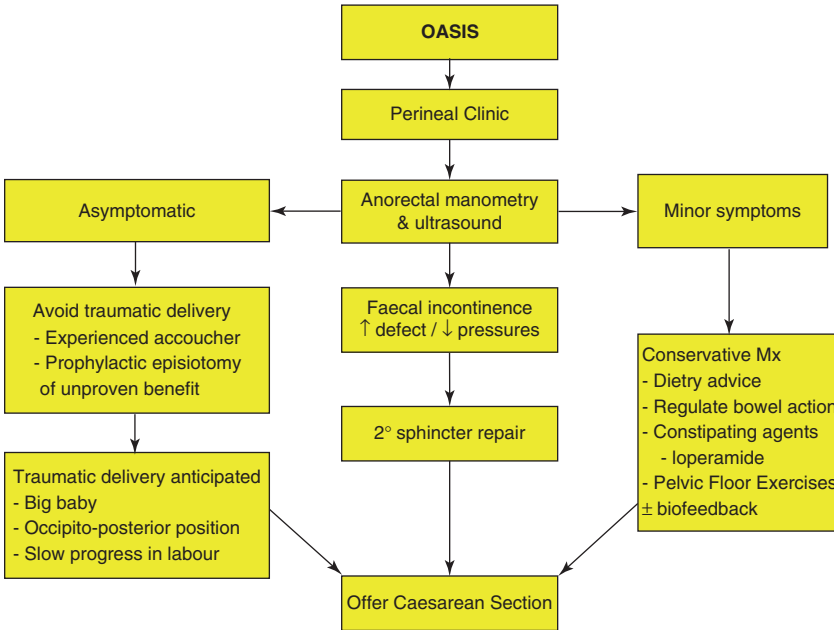 OASIS
Perineal Clinic
Anorectal manometry
& ultrasound
Asymptomatic
Minor symptoms
Avoid traumatic delivery
- Experienced accoucher
- Prophylactic episiotomy
of unproven benefit
Faecal incontinence
↑ defect / ↓ pressures
Conservative Mx
- Dietry advice
- Regulate bowel action
- Constipating agents
- loperamide
- Pelvic Floor Exercises
± biofeedback
2° sphincter repair
Traumatic delivery anticipated
- Big baby
- Occipito-posterior position
- Slow progress in labour
Offer Caesarean Section